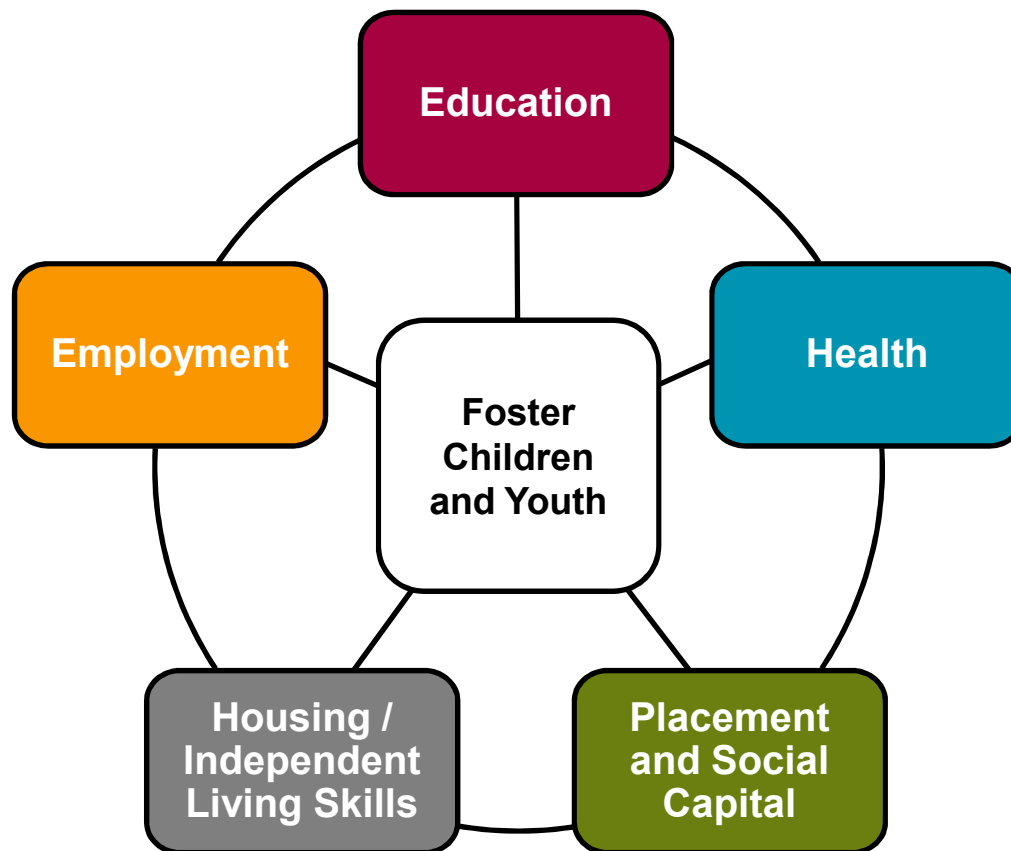 Education
Employment
Health
Foster
Children
and Youth
Housing /
Independent
Living Skills
Placement
and Social
Capital